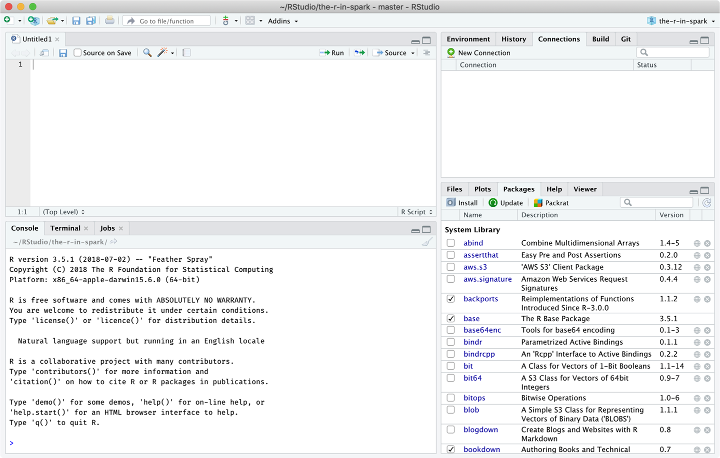 ~/RStudio/the-r-in-spark - master - RStudio
Go to file/function
Addins
the-r-in-spark
Untitled1
Source on Save
Run
Source
1
1:1 (Top Level) R Script
Console Terminal Jobs
~/RStudio/the-r-in-spark/
R version 3.5.1 (2018-07-02) -- "Feather Spray"
Copyright (C) 2018 The R Foundation for Statistical Computing
Platform: x86_64-apple-darwin15.6.0 (64-bit)
R is free software and comes with ABSOLUTELY NO WARRANTY.
You are welcome to redistribute it under certain conditions.
Type 'license()' or 'licence()' for distribution details.
Natural language support but running in an English locale
R is a collaborative project with many contributors.
Type 'contributors()' for more information and
'citation()' on how to cite R or R packages in publications.
Type 'demo()' for some demos, 'help()' for on-line help, or
'help.start()' for an HTML browser interface to help.
Type 'q()' to quit R.
>
Environment History Connections Build Git
New Connection
Connection Status
Files Plots Packages Help Viewer
Install Update Packrat
Name Description Version
System Library
abind Combine Multidimensional Arrays 1.4-5
assertthat Easy Pre and Post Assertions 0.2.0
aws.s3 'AWS S3' Client Package 0.3.12
aws.signature Amazon Web Services Request 0.4.4
Signatures
backports Reimplementations of Functions 1.1.2
Introduced Since R-3.0.0
base The R Base Package 3.5.1
base64enc Tools for base64 encoding 0.1-3
bindr Parametrized Active Bindings 0.1.1
bindrcpp An 'Rcpp' Interface to Active Bindings 0.2.2
bit A Class for Vectors of 1-Bit Booleans 1.1-14
bit64 A S3 Class for Vectors of 64bit 0.9-7
Integers
bitops Bitwise Operations 1.0-6
blob A Simple S3 Class for Representing 1.1.1
Vectors of Binary Data ('BLOBS')
blogdown Create Blogs and Websites with R 0.8
Markdown
bookdown Authoring Books and Technical 0.7